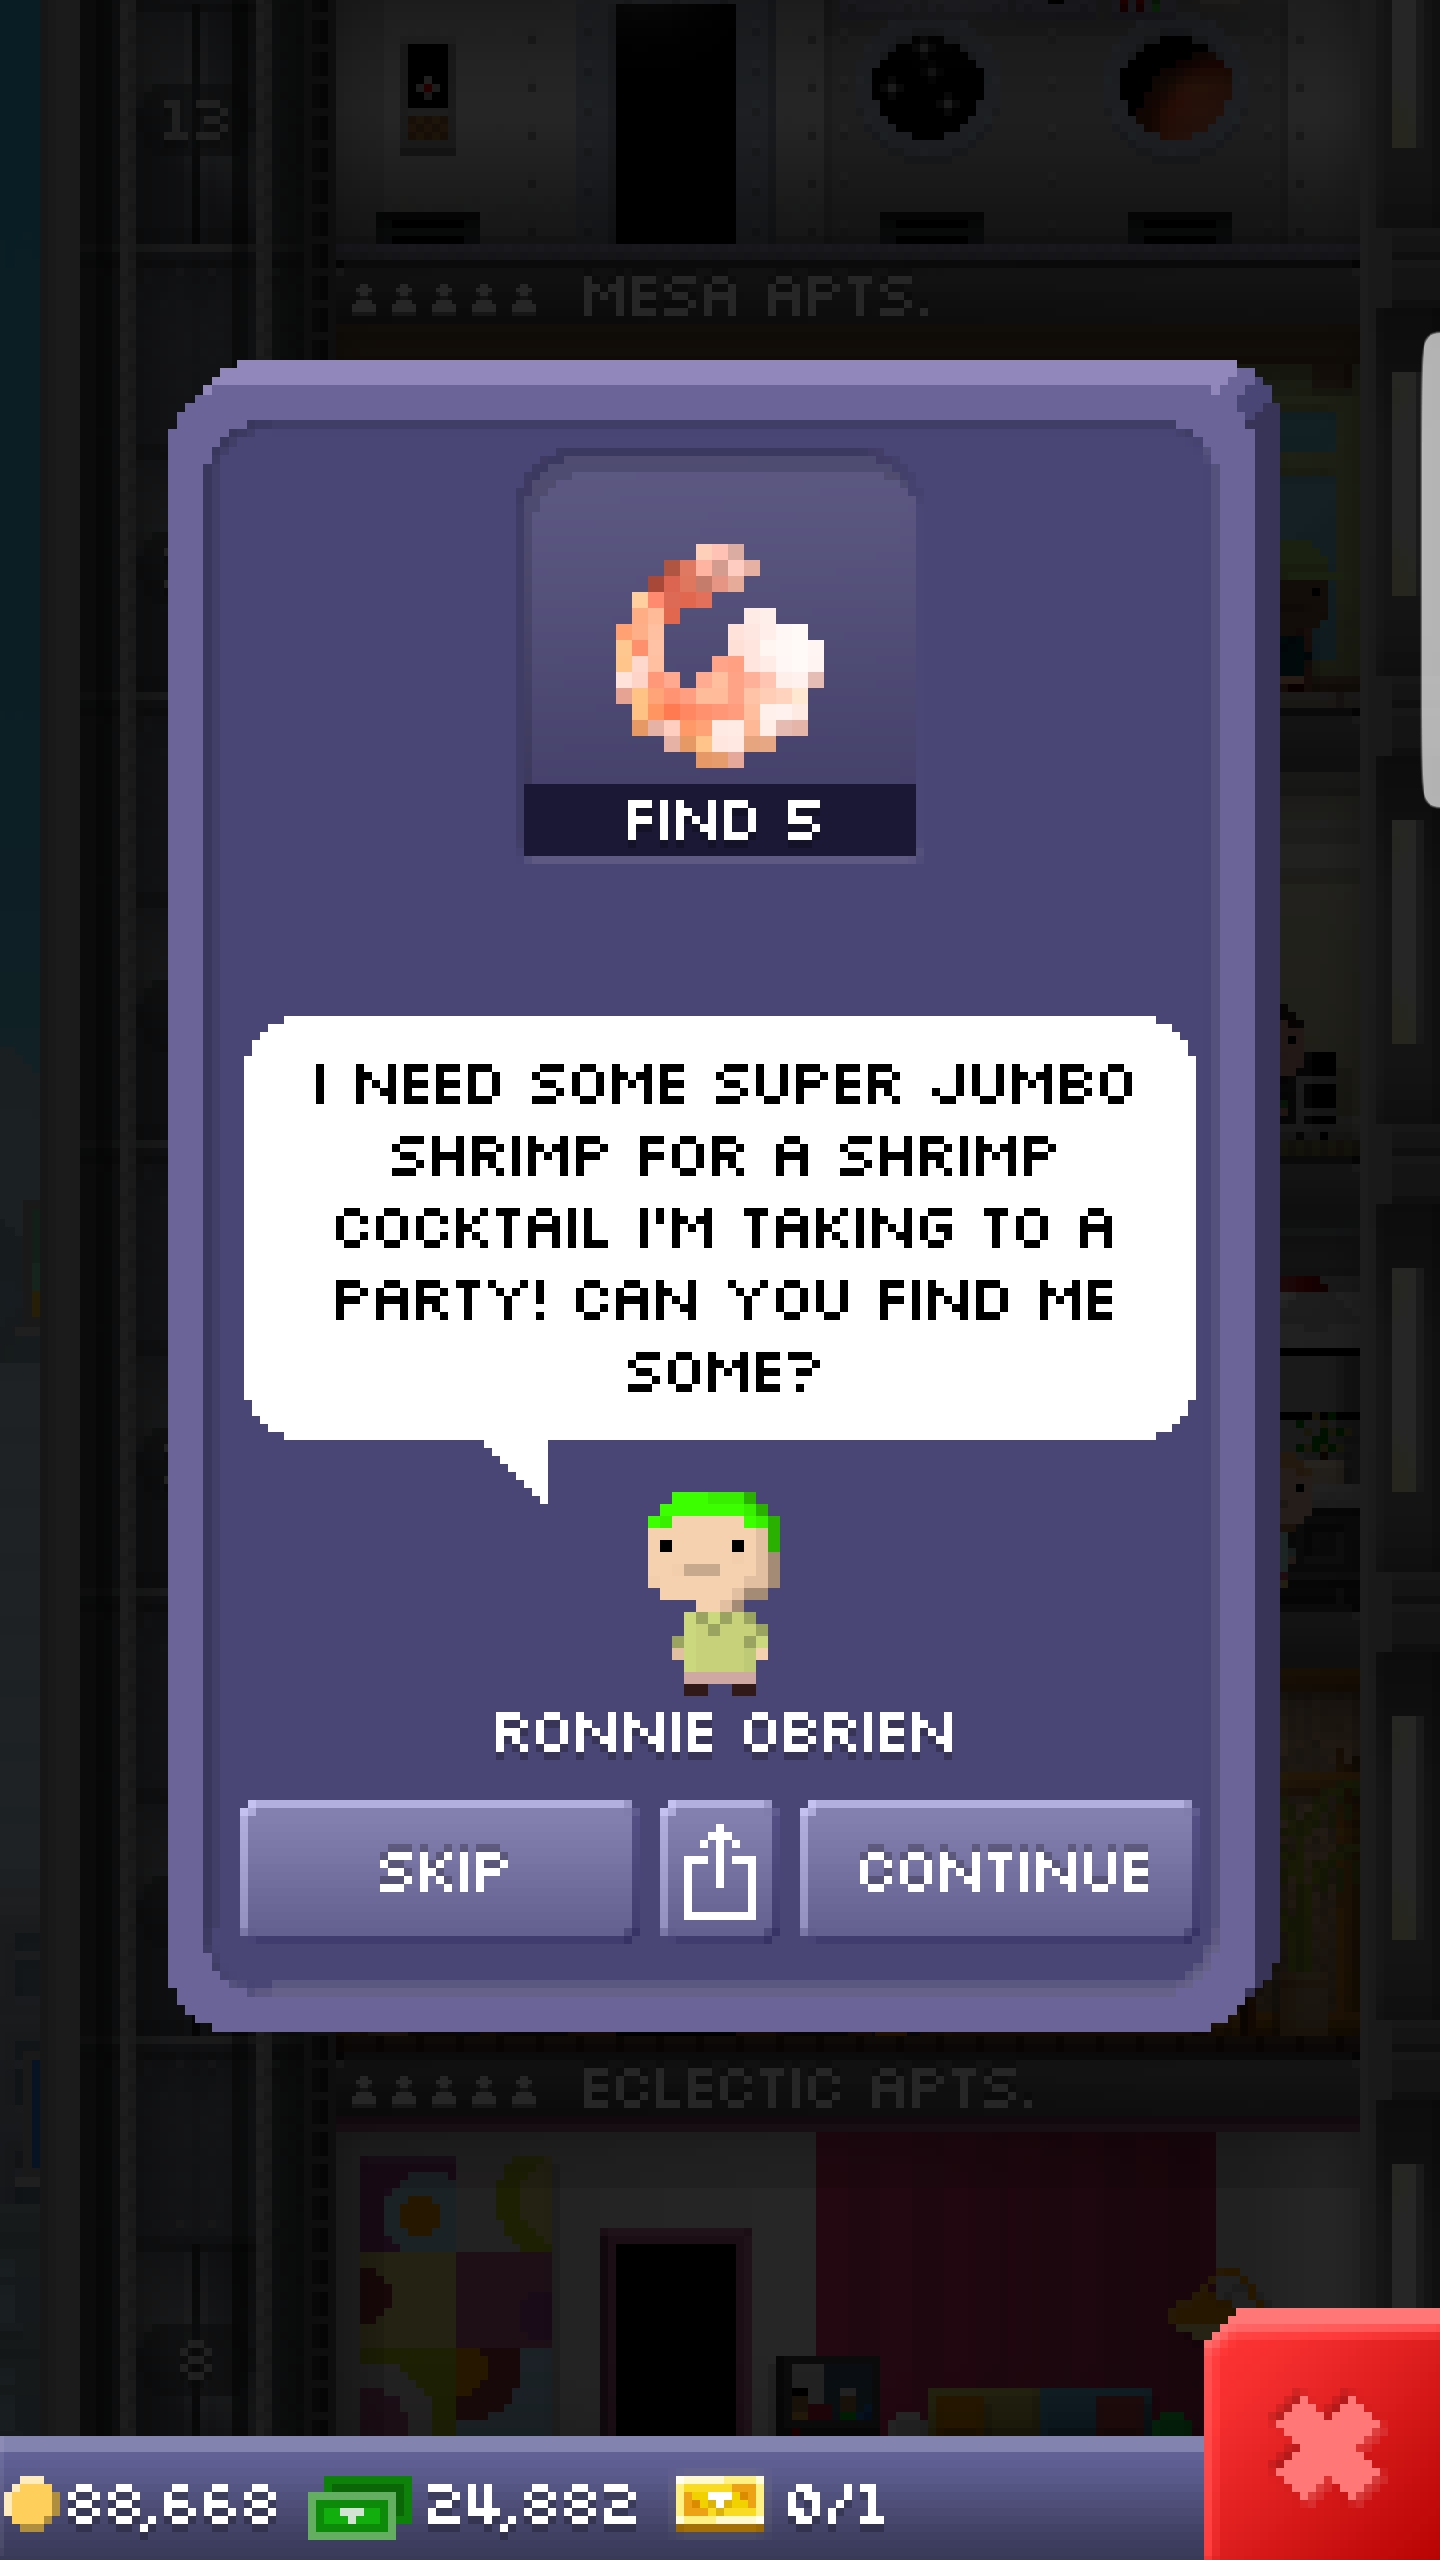 13
MESA APTS.
FIND 5
I NEED SOME SUPER JUMBO
SHRIMP FOR A SHRIMP
COCKTAIL I'M TAKING TO A
PARTY! CAN YOU FIND ME
SOME?
RONNIE OBRIEN
SKIP
CONTINUE
ECLECTIC APTS.
8
88,668
24,882
0/1